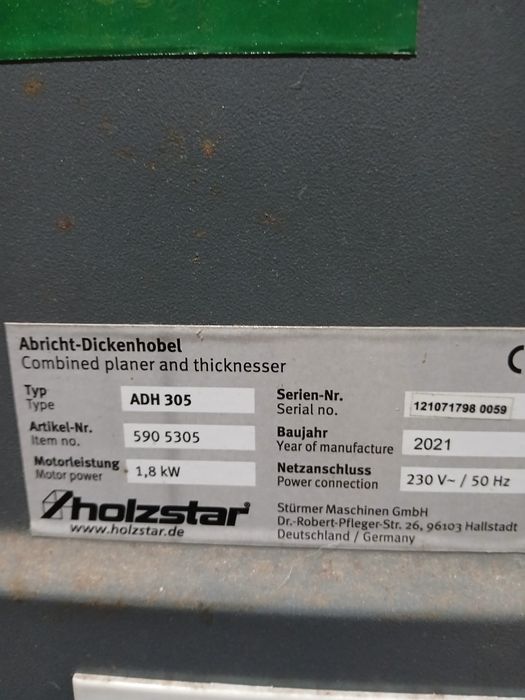 Abricht-Dickenhobel
Combined planer and thicknesser
Typ
Type
ADH 305
Artikel-Nr.
Item no.
590 5305
Motorleistung
Motor power
1,8 kW
Serien-Nr.
Serial no.
121071798 0059
Baujahr
Year of manufacture
2021
Netzanschluss
Power connection
230 V~ / 50 Hz
holzstar
www.holzstar.de
Stürmer Maschinen GmbH
Dr.-Robert-Pfleger-Str. 26, 96103 Hallstadt
Deutschland / Germany